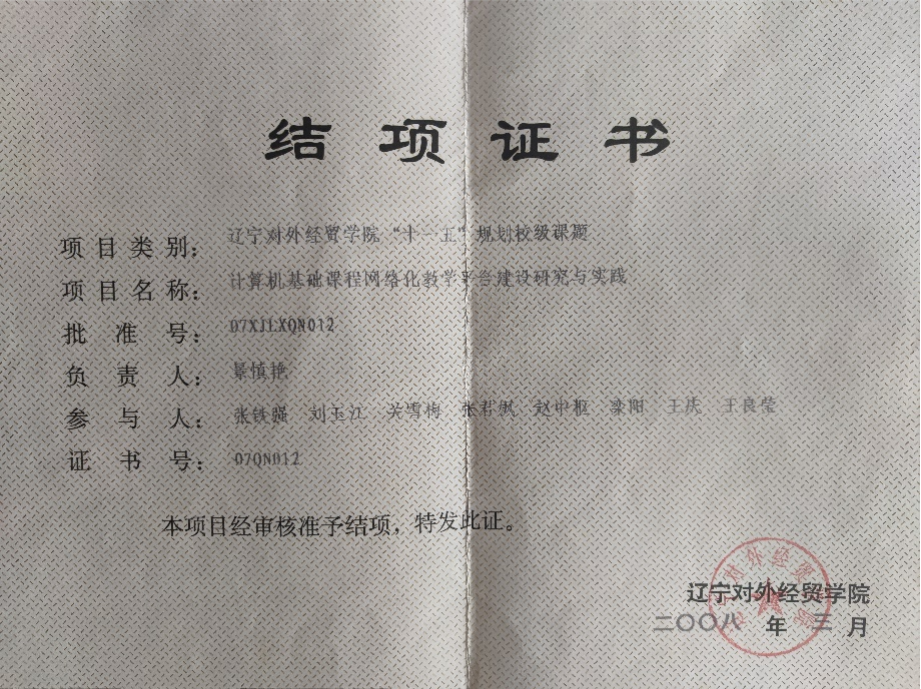 结项证书
项目类别：辽宁对外经贸学院“十一五”规划校级课题
项目名称：计算机基础课程网络化教学平台建设研究与实践
批准号：07XJLXQN012
负责人：景慎艳
参与人：张铁强 刘玉江 关雪梅 张君枫 赵中枢 栾阳 王庆 王良莹
证书号：07QN012
本项目经审核准予结项，特发此证。
辽宁对外经贸学院
二〇〇八年三月